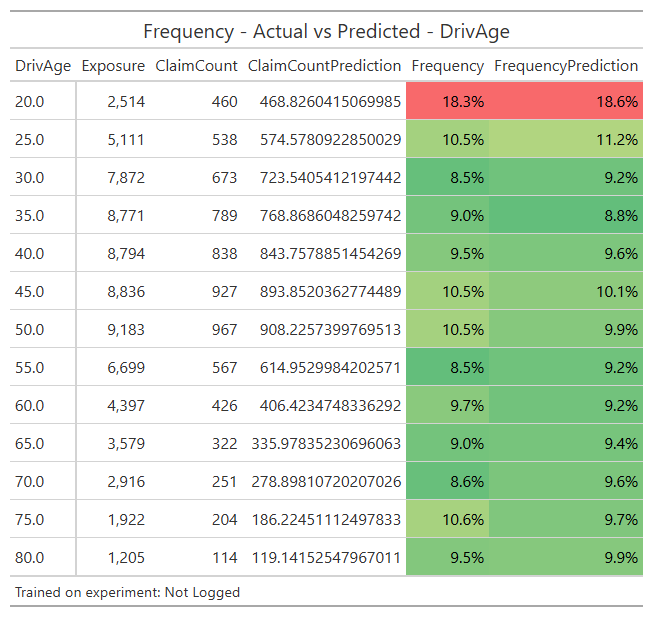 Frequency - Actual vs Predicted - DrivAge
DrivAge Exposure ClaimCount ClaimCountPrediction Frequency FrequencyPrediction
20.0 2,514 460 468.8260415069985 18.3% 18.6%
25.0 5,111 538 574.5780922850029 10.5% 11.2%
30.0 7,872 673 723.5405412197442 8.5% 9.2%
35.0 8,771 789 768.8686048259742 9.0% 8.8%
40.0 8,794 838 843.7578851454269 9.5% 9.6%
45.0 8,836 927 893.8520362774489 10.5% 10.1%
50.0 9,183 967 908.2257399769513 10.5% 9.9%
55.0 6,699 567 614.9529984202571 8.5% 9.2%
60.0 4,397 426 406.4234748336292 9.7% 9.2%
65.0 3,579 322 335.97835230696063 9.0% 9.4%
70.0 2,916 251 278.89810720207026 8.6% 9.6%
75.0 1,922 204 186.22451112497833 10.6% 9.7%
80.0 1,205 114 119.14152547967011 9.5% 9.9%
Trained on experiment: Not Logged